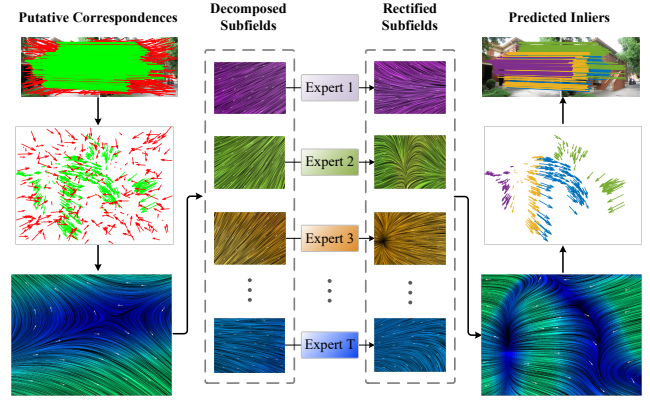 Putative Correspondences
Decomposed
Subfields
Rectified
Subfields
Predicted Inliers
Expert 1
Expert 2
Expert 3
Expert T